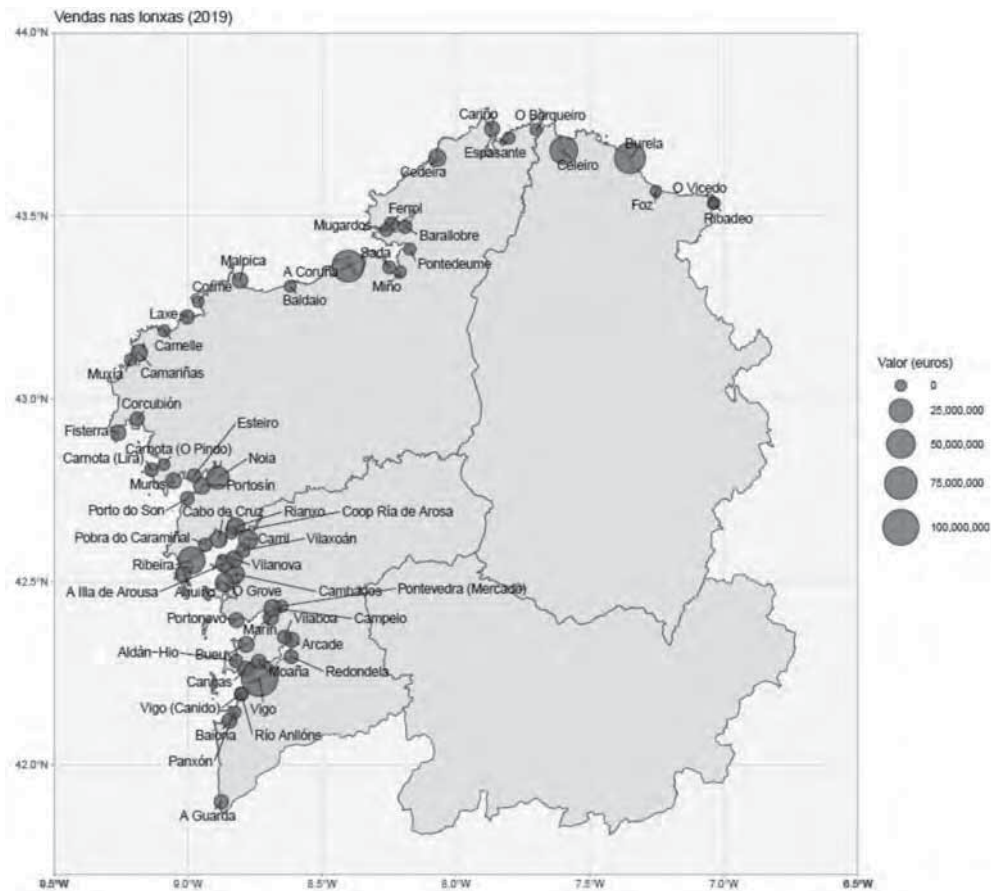 Vendas nas lonxas (2019)
44.0°N
Cariño
O Barqueiro
Espasante
Celeiro
Burela
Cedeira
O Vicedo
Foz
Ribadeo
43.5°N
Ferrol
Mugardos
Barallobre
Sada
Pontedeume
Miño
A Coruña
Baldaio
Malpica
Corme
Laxe
Camelle
Camariñas
Muxía
43.0°N
Corcubión
Fisterra
Esteiro
Carnota (O Pindo)
Carnota (Lira)
Noia
Muros
Portosín
Porto do Son
Cabo de Cruz
Rianxo
Coop Ría de Arosa
Pobra do Caramiñal
Carril
Vilaxoán
Ribeira
Vilanova
42.5°N
A Illa de Arousa
Aguiño
O Grove
Cambados
Pontevedra (Mercada)
Portonovo
Vilaboa
Campelo
Marín
Arcade
Aldán-Hio
Bueu
Moaña
Redondela
Cangas
Vigo (Canido)
Vigo
Baiona
Río Anllóns
Panxón
42.0°N
A Guarda
9.5°W
9.0°W
8.5°W
8.0°W
7.5°W
7.0°W
6.5°W
Valor (euros)
0
25,000,000
50,000,000
75,000,000
100,000,000